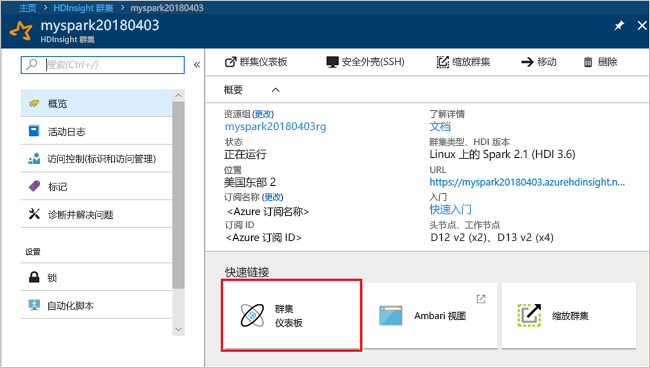 主页 > HDInsight 群集 > myspark20180403
myspark20180403
HDInsight 群集
搜索(Ctrl+/)
概览
活动日志
访问控制(标识和访问管理)
标记
诊断并解决问题
设置
锁
自动化脚本
群集仪表板 安全外壳(SSH) 缩放群集 移动 删除
概要
资源组 (更改)
myspark20180403rg
状态
正在运行
位置
美国东部 2
订阅名称 (更改)
<Azure 订阅名称>
订阅 ID
<Azure 订阅 ID>
了解详情
文档
群集类型、HDI 版本
Linux 上的 Spark 2.1 (HDI 3.6)
URL
https://myspark20180403.azurehdinsight.n...
入门
快速入门
头节点、工作节点
D12 v2 (x2)、D13 v2 (x4)
快速链接
群集
仪表板
Ambari 视图
缩放群集